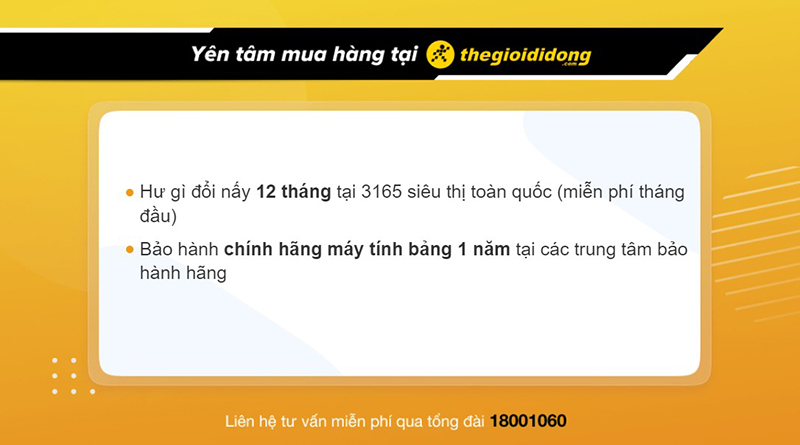 Yên tâm mua hàng tại thegioididong
.com
Hư gì đổi nấy 12 tháng tại 3165 siêu thị toàn quốc (miễn phí tháng
đầu)
Bảo hành chính hãng máy tính bảng 1 năm tại các trung tâm bảo
hành hãng
Liên hệ tư vấn miễn phí qua tổng đài 18001060